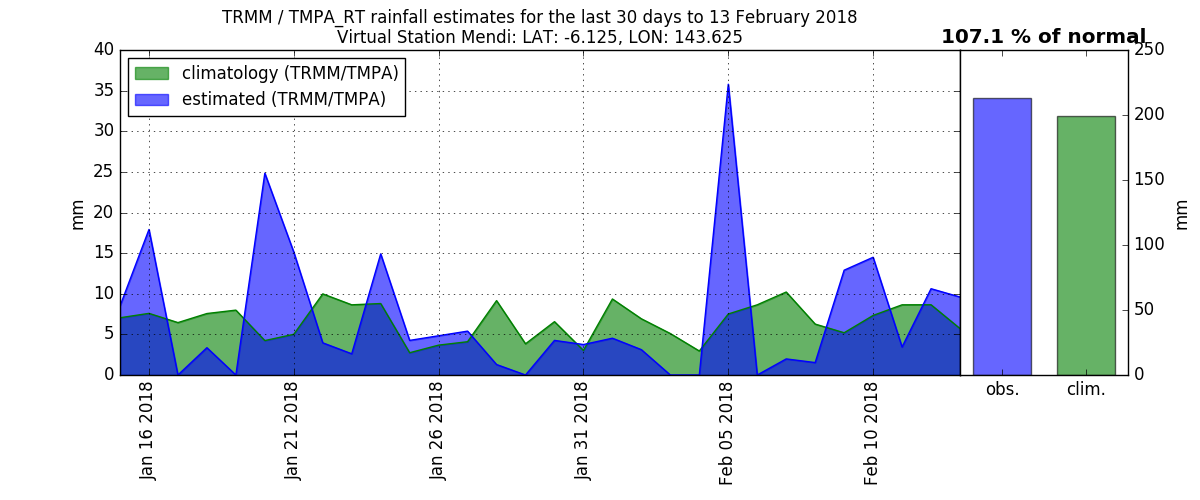 TRMM / TMPA_RT rainfall estimates for the last 30 days to 13 February 2018
Virtual Station Mendi: LAT: -6.125, LON: 143.625
107.1 % of normal
climatology (TRMM/TMPA)
estimated (TRMM/TMPA)
mm
40
35
30
25
20
15
10
5
0
Jan 16 2018
Jan 21 2018
Jan 26 2018
Jan 31 2018
Feb 05 2018
Feb 10 2018
250
200
150
100
50
0
mm
obs.
clim.